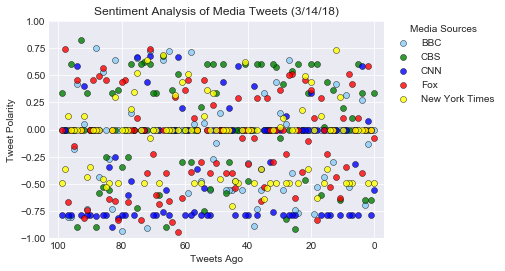 Sentiment Analysis of Media Tweets (3/14/18)
Media Sources
BBC
CBS
CNN
Fox
New York Times
Tweet Polarity
1.00
0.75
0.50
0.25
0.00
−0.25
−0.50
−0.75
−1.00
100 80 60 40 20 0
Tweets Ago